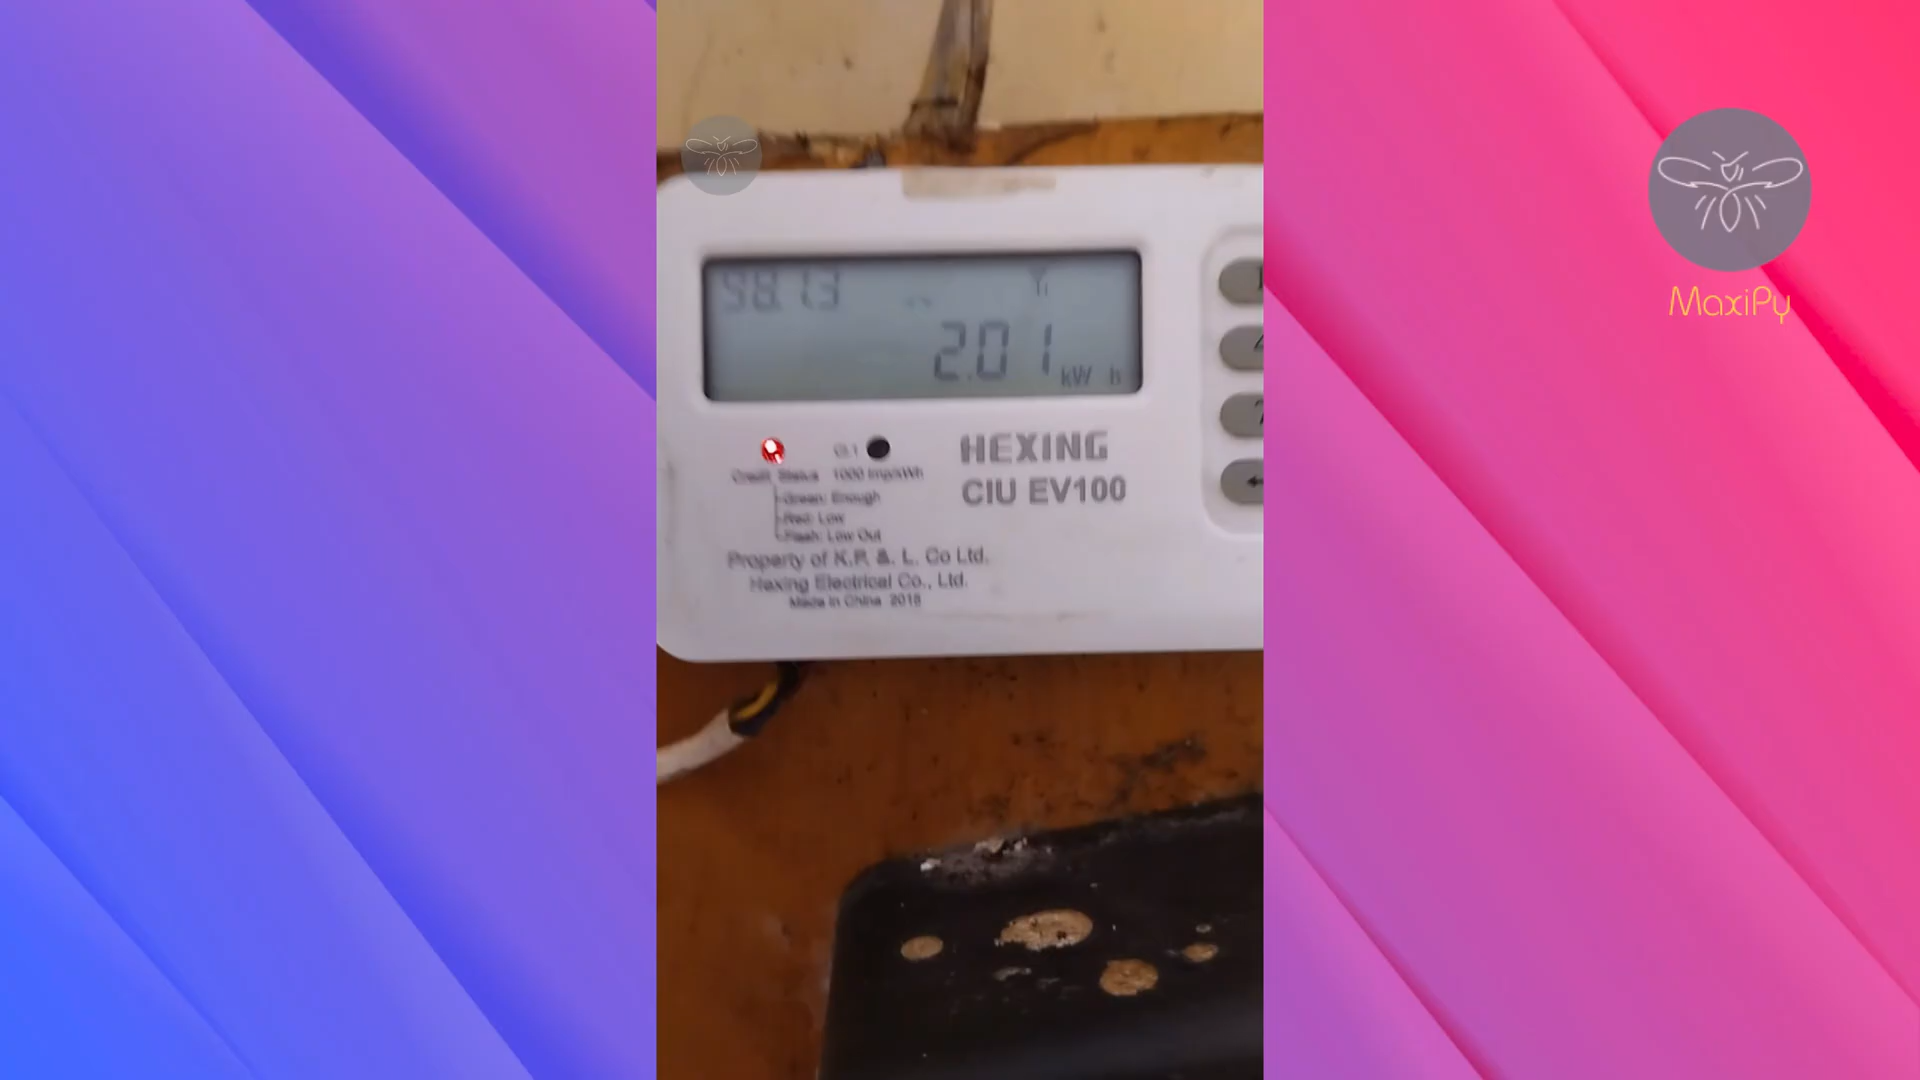 MaxiPy
2.01
kW h
1
HEXING
CIU EV100
1000 imp/kWh
Credit Status
Green: Enough
Red: Low
Flash: Low Out
Property of K.P. & L. Co Ltd.
Hexing Electrical Co., Ltd.
Made in China